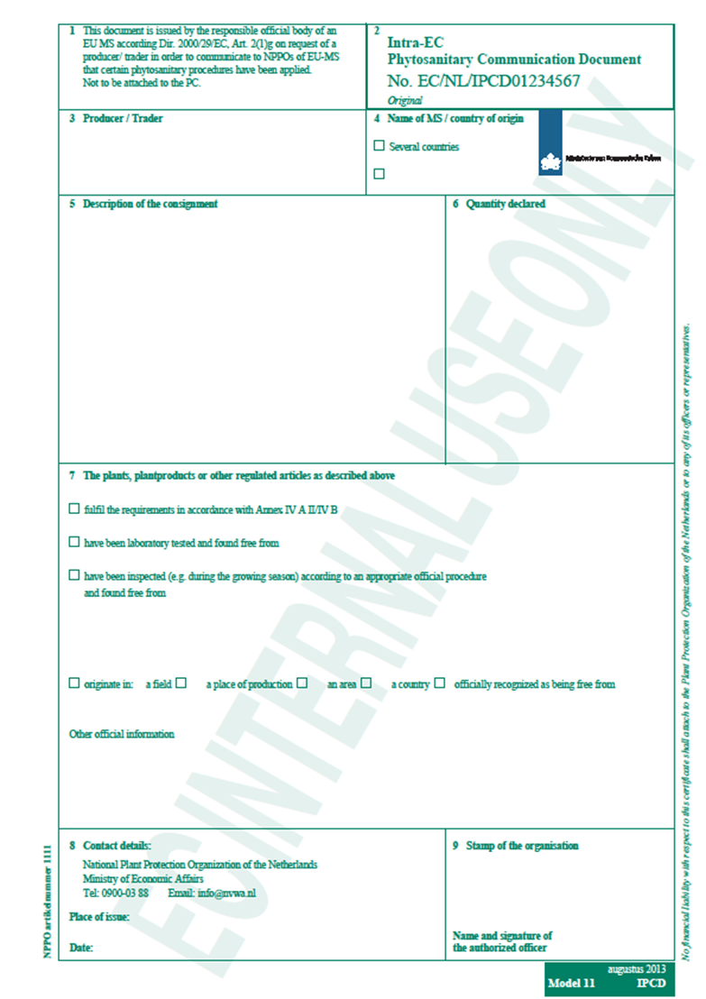 1 This document is issued by the responsible official body of an
EU MS according Dir. 2000/29/EC, Art. 2(1)g on request of a
producer/ trader in order to communicate to NPPOs of EU-MS
that certain phytosanitary procedures have been applied.
Not to be attached to the PC.
2
Intra-EC
Phytosanitary Communication Document
No. EC/NL/IPCD01234567
Original
3 Producer / Trader
4 Name of MS / country of origin
Several countries
Ministerie van Economische Zaken
5 Description of the consignment
6 Quantity declared
7 The plants, plantproducts or other regulated articles as described above
fulfil the requirements in accordance with Annex IV A II/IV B
have been laboratory tested and found free from
have been inspected (e.g. during the growing season) according to an appropriate official procedure
and found free from
originate in: a field a place of production an area a country officially recognized as being free from
Other official information
8 Contact details:
National Plant Protection Organization of the Netherlands
Ministry of Economic Affairs
Tel: 0900-03 88 Email: info@nvwa.nl
Place of issue:
Date:
9 Stamp of the organisation
Name and signature of
the authorized officer
augustus 2013
Model 11 IPCD
NPPO artikelnummer 1111
No financial liability with respect to this certificate shall attach to the Plant Protection Organization of the Netherlands or to any of its officers or representatives.
EC INTERNAL USE ONLY